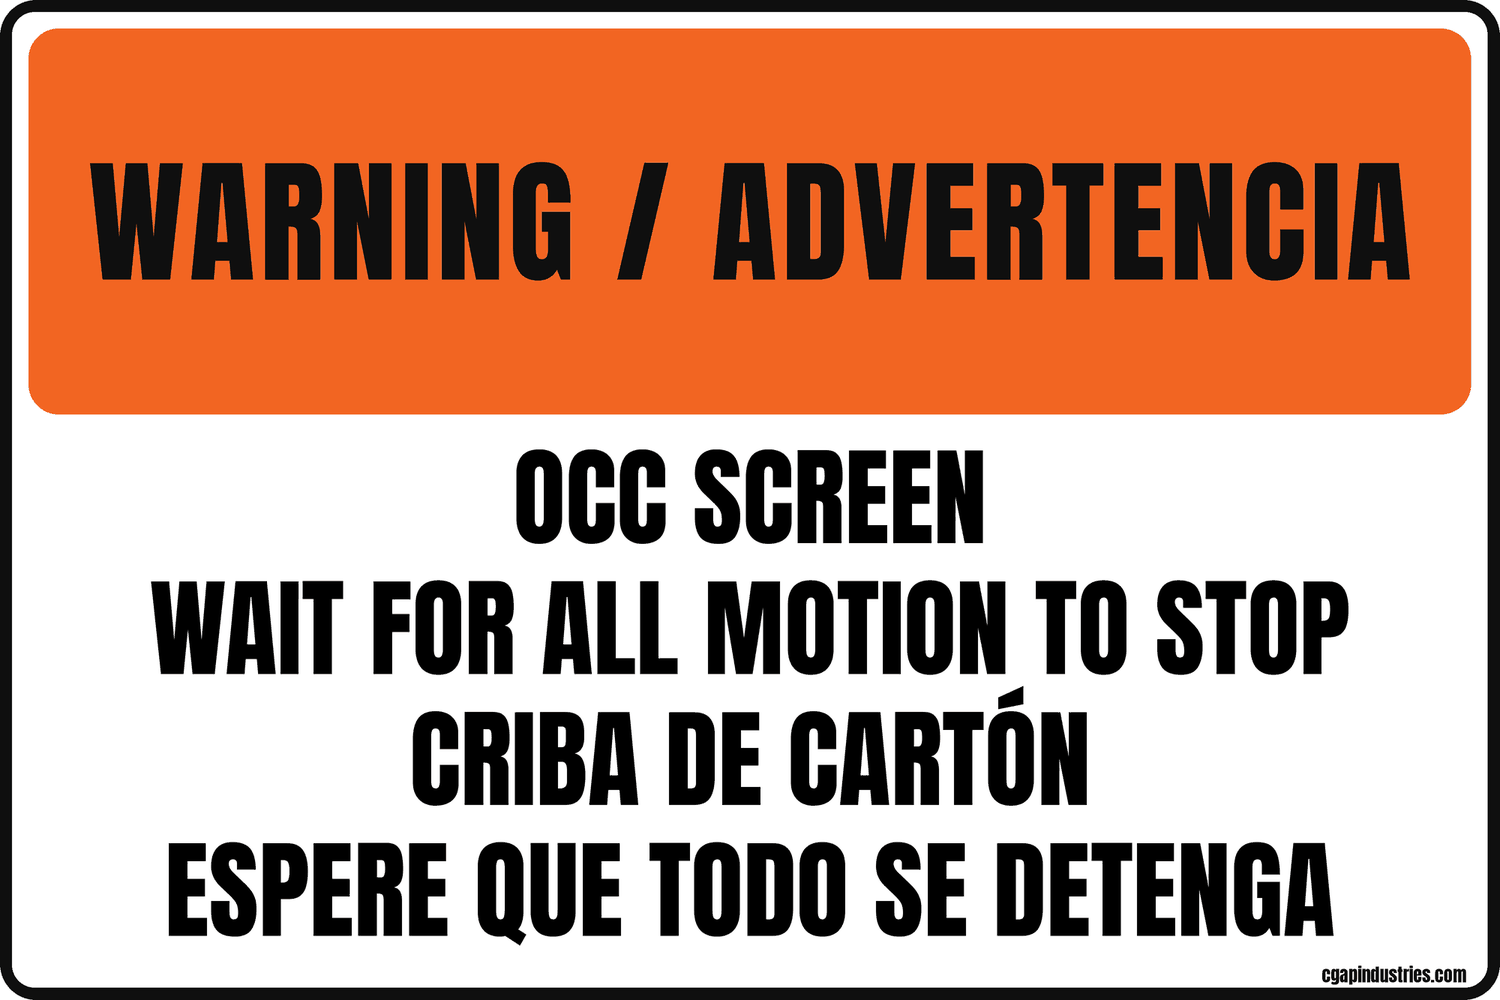 WARNING / ADVERTENCIA
OCC SCREEN
WAIT FOR ALL MOTION TO STOP
CRIBA DE CARTÓN
ESPERE QUE TODO SE DETENGA
cgapindustries.com